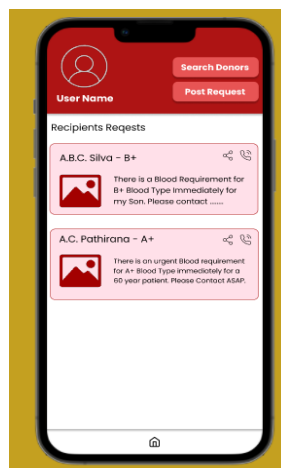 Search Donors
Post Request
User Name
Recipients Reqests
A.B.C. Silva - B+
There is a Blood Requirement for
B+ Blood Type Immediately for
my Son. Please contact ......
A.C. Pathirana - A+
There is an urgent Blood requirement
for A+ Blood Type immediately for a
60 year patient. Please Contact ASAP.